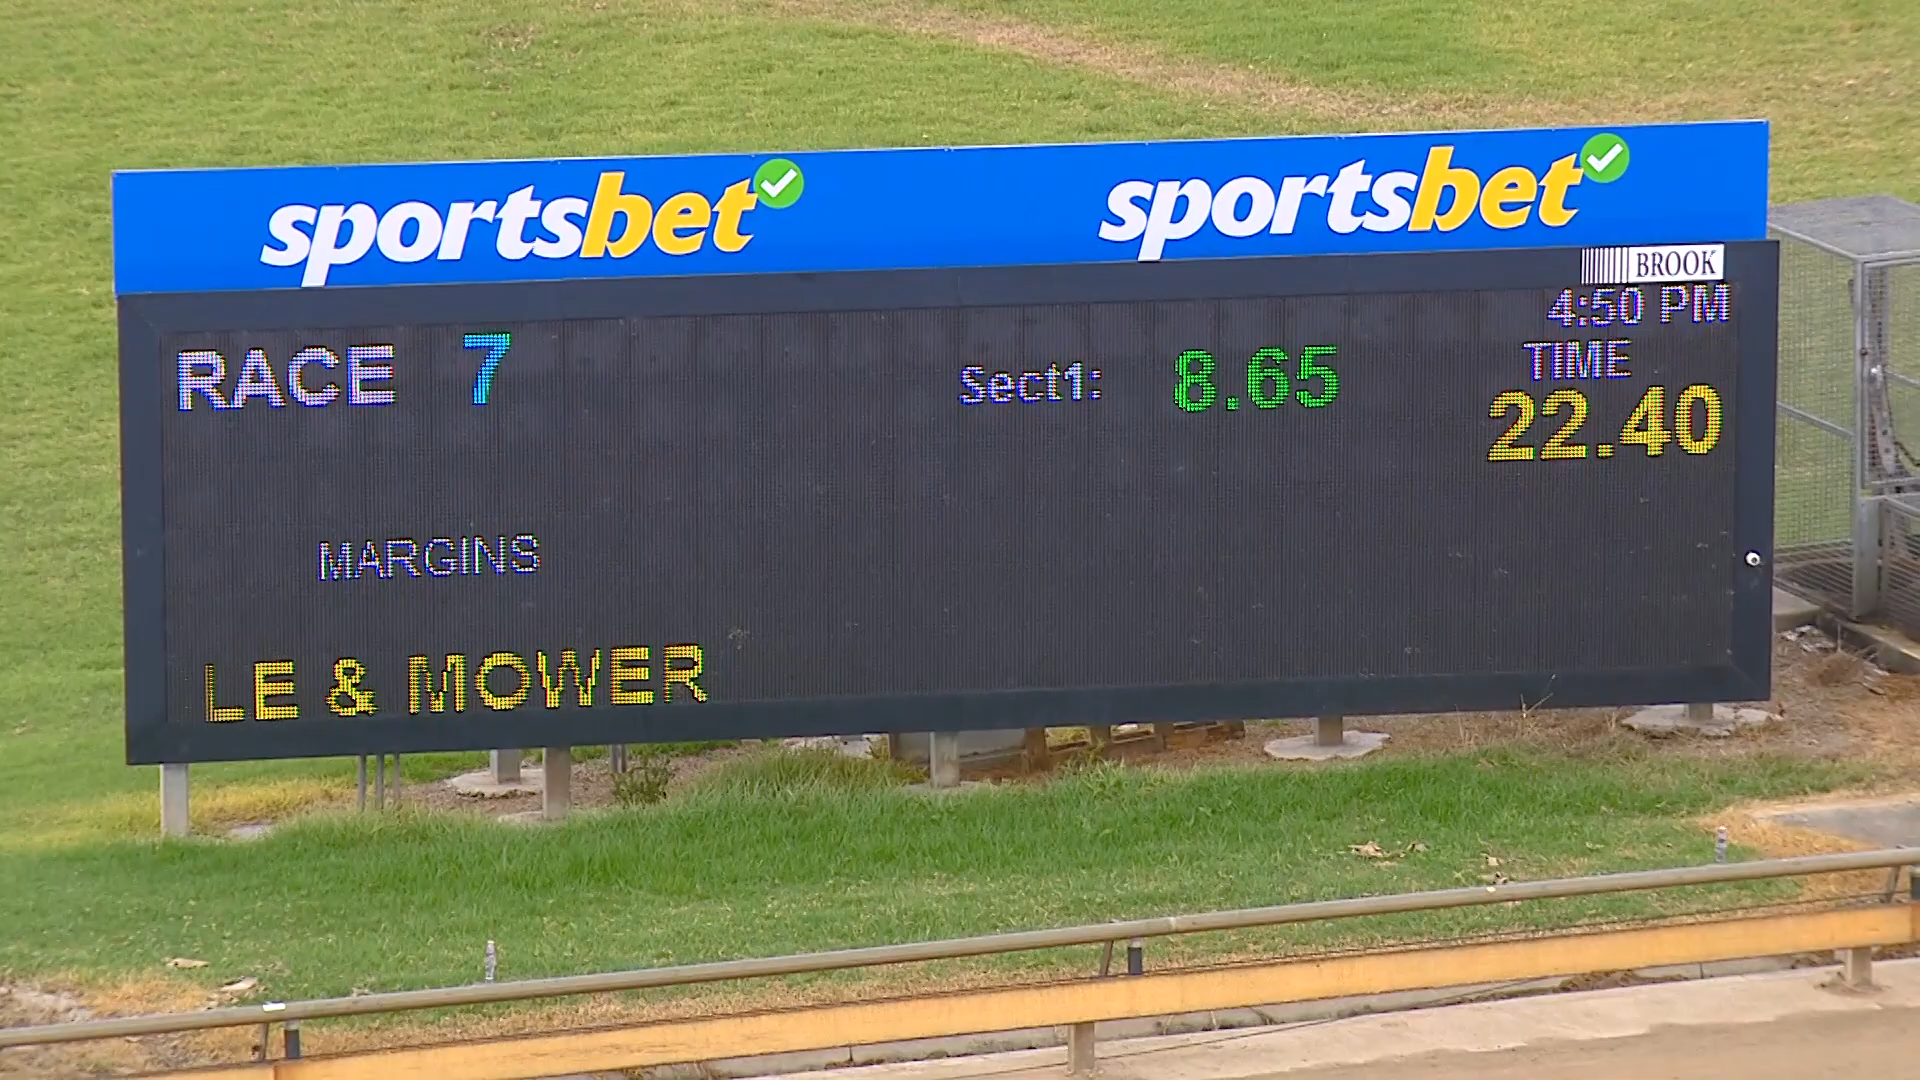 sportsbet sportsbet
BROOK
4:50 PM
RACE 7 Sect1: 8.65 TIME
22.40
MARGINS
LE & MOWER